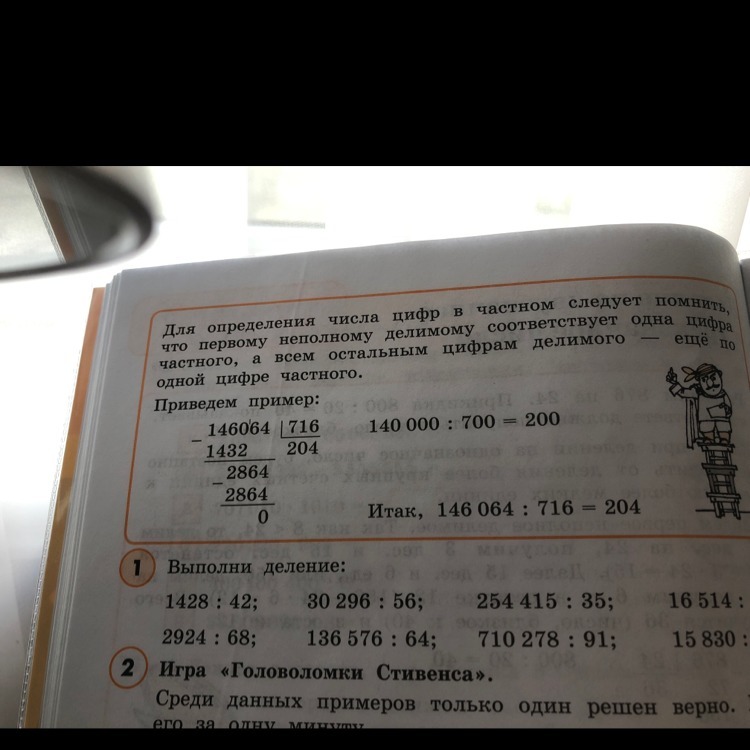 Для определения числа цифр в частном следует помнить,
что первому неполному делимому соответствует одна цифра
частного, а всем остальным цифрам делимого — ещё по
одной цифре частного.
Приведем пример:
146064 716 140 000 : 700 = 200
1432 204
2864
2864
0 Итак, 146 064 : 716 = 204
1 Выполни деление:
1428 : 42; 30 296 : 56; 254 415 : 35; 16 514 :
2924 : 68; 136 576 : 64; 710 278 : 91; 15 830 :
2 Игра «Головоломки Стивенса».
Среди данных примеров только один решен верно.
его за одну минуту